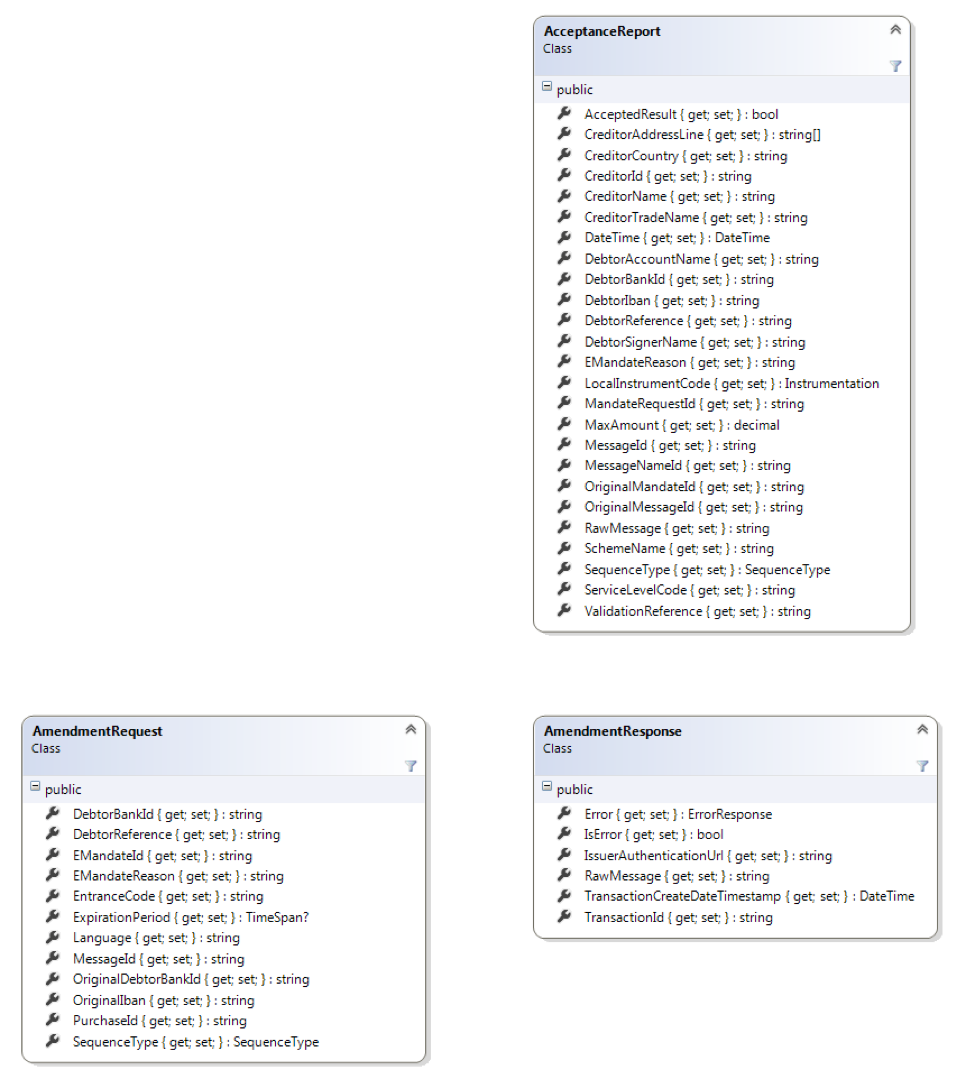 AcceptanceReport
Class
public
AcceptedResult { get; set; } : bool
CreditorAddressLine { get; set; } : string[]
CreditorCountry { get; set; } : string
CreditorId { get; set; } : string
CreditorName { get; set; } : string
CreditorTradeName { get; set; } : string
DateTime { get; set; } : DateTime
DebtorAccountName { get; set; } : string
DebtorBankId { get; set; } : string
DebtorIban { get; set; } : string
DebtorReference { get; set; } : string
DebtorSignerName { get; set; } : string
EMandateReason { get; set; } : string
LocalInstrumentCode { get; set; } : Instrumentation
MandateRequestId { get; set; } : string
MaxAmount { get; set; } : decimal
MessageId { get; set; } : string
MessageNameId { get; set; } : string
OriginalMandateId { get; set; } : string
OriginalMessageId { get; set; } : string
RawMessage { get; set; } : string
SchemeName { get; set; } : string
SequenceType { get; set; } : SequenceType
ServiceLevelCode { get; set; } : string
ValidationReference { get; set; } : string
AmendmentRequest
Class
public
DebtorBankId { get; set; } : string
DebtorReference { get; set; } : string
EMandateId { get; set; } : string
EMandateReason { get; set; } : string
EntranceCode { get; set; } : string
ExpirationPeriod { get; set; } : TimeSpan?
Language { get; set; } : string
MessageId { get; set; } : string
OriginalDebtorBankId { get; set; } : string
OriginalIban { get; set; } : string
PurchaseId { get; set; } : string
SequenceType { get; set; } : SequenceType
AmendmentResponse
Class
public
Error { get; set; } : ErrorResponse
IsError { get; set; } : bool
IssuerAuthenticationUrl { get; set; } : string
RawMessage { get; set; } : string
TransactionCreateDateTimestamp { get; set; } : DateTime
TransactionId { get; set; } : string